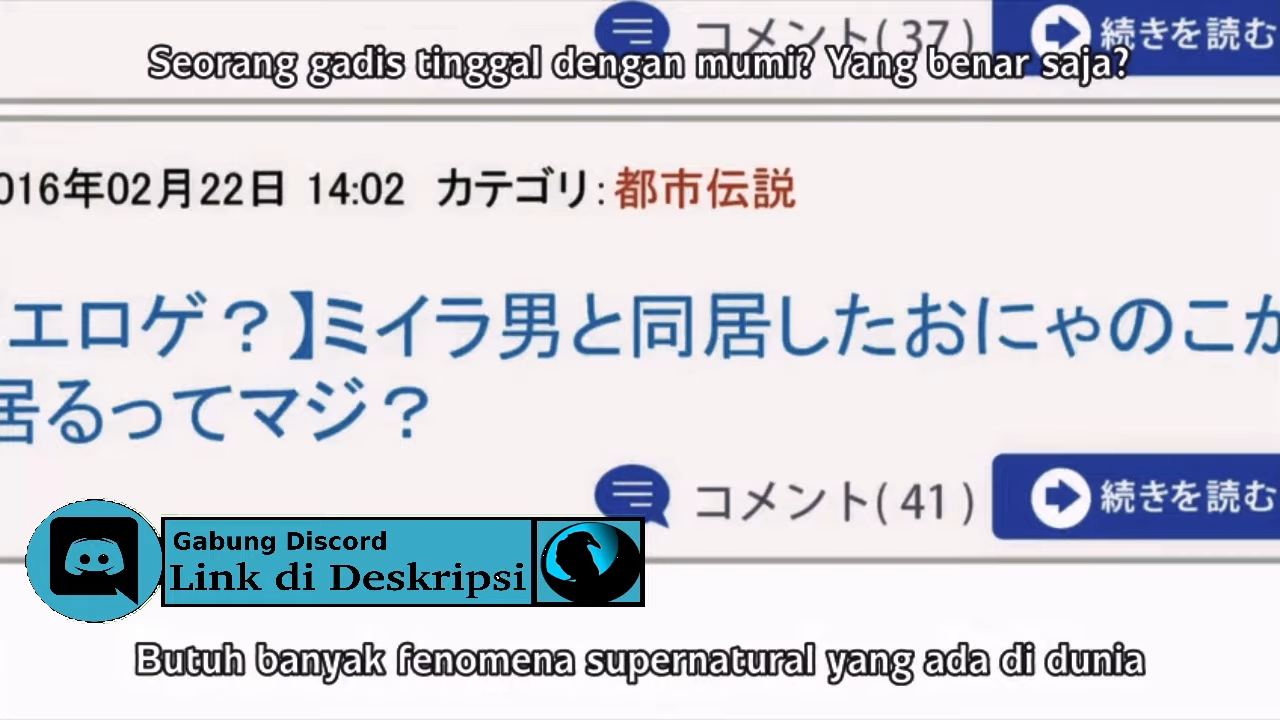 コメント( 37 ) 続きを読む
Seorang gadis tinggal dengan mumi? Yang benar saja?
016年02月22日 14:02 カテゴリ:都市伝説
エロゲ？】ミイラ男と同居したおにゃのこが
居るってマジ？
コメント( 41 ) 続きを読む
Gabung Discord
Link di Deskripsi
Butuh banyak fenomena supernatural yang ada di dunia